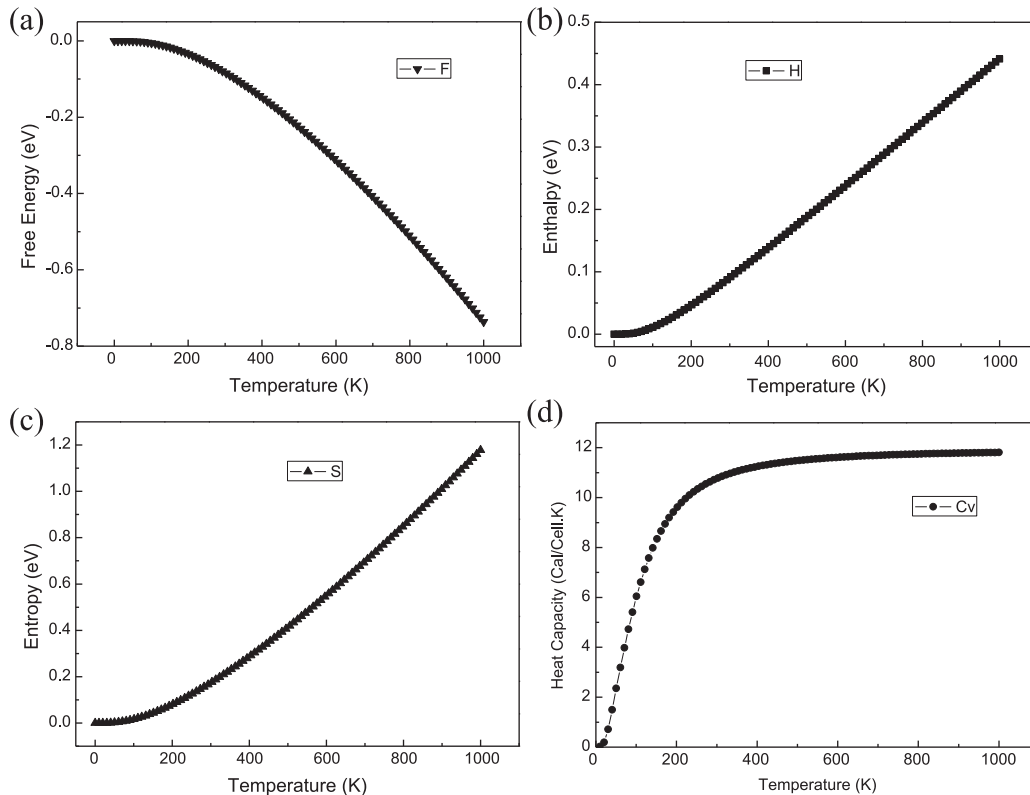 (a)
0.0
-0.2
-0.4
-0.6
-0.8
Free Energy (eV)
F
0 200 400 600 800 1000
Temperature (K)
(b)
0.5
0.4
0.3
0.2
0.1
0.0
Enthalpy (eV)
H
0 200 400 600 800 1000
Temperature (K)
(c)
1.2
1.0
0.8
0.6
0.4
0.2
0.0
Entropy (eV)
S
0 200 400 600 800 1000
Temperature (K)
(d)
14
12
10
8
6
4
2
0
Heat Capacity (Cal/Cell.K)
Cv
0 200 400 600 800 1000
Temperature (K)